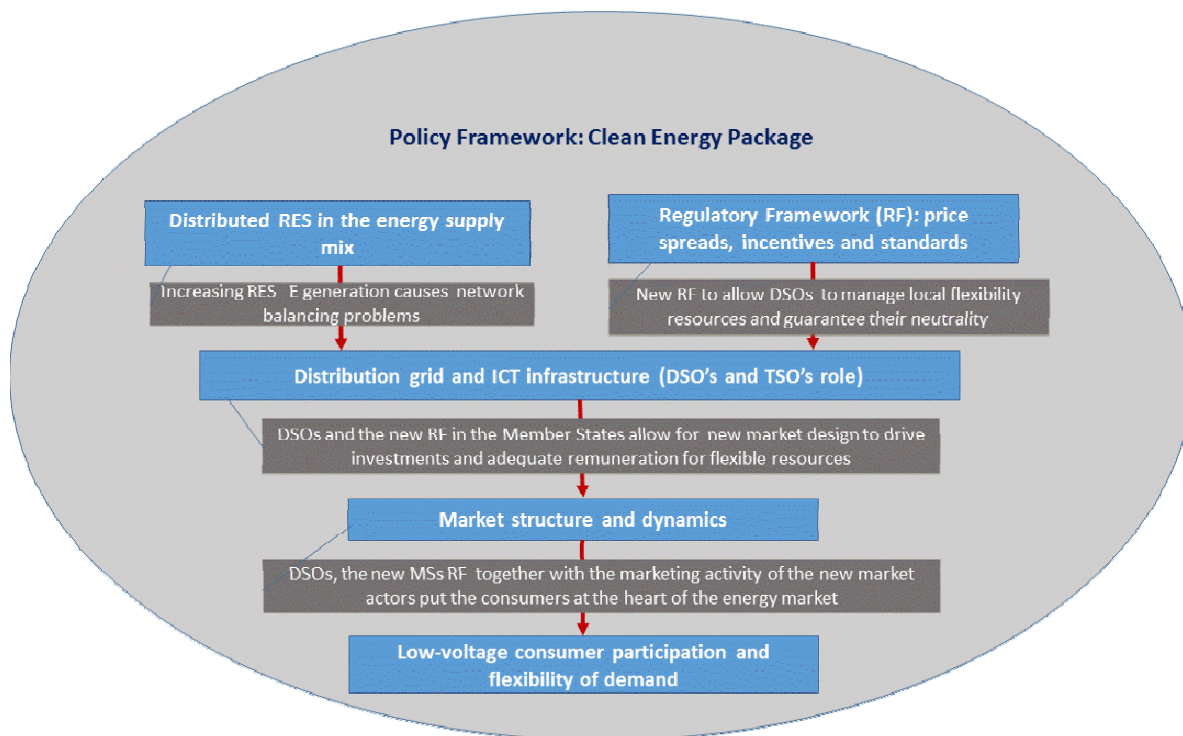 Policy Framework: Clean Energy Package
Distributed RES in the energy supply
mix
Regulatory Framework (RF): price
spreads, incentives and standards
Increasing RES E generation causes network
balancing problems
New RF to allow DSOs to manage local flexibility
resources and guarantee their neutrality
Distribution grid and ICT infrastructure (DSO's and TSO's role)
DSOs and the new RF in the Member States allow for new market design to drive
investments and adequate remuneration for flexible resources
Market structure and dynamics
DSOs, the new MSs RF together with the marketing activity of the new market
actors put the consumers at the heart of the energy market
Low-voltage consumer participation and
flexibility of demand